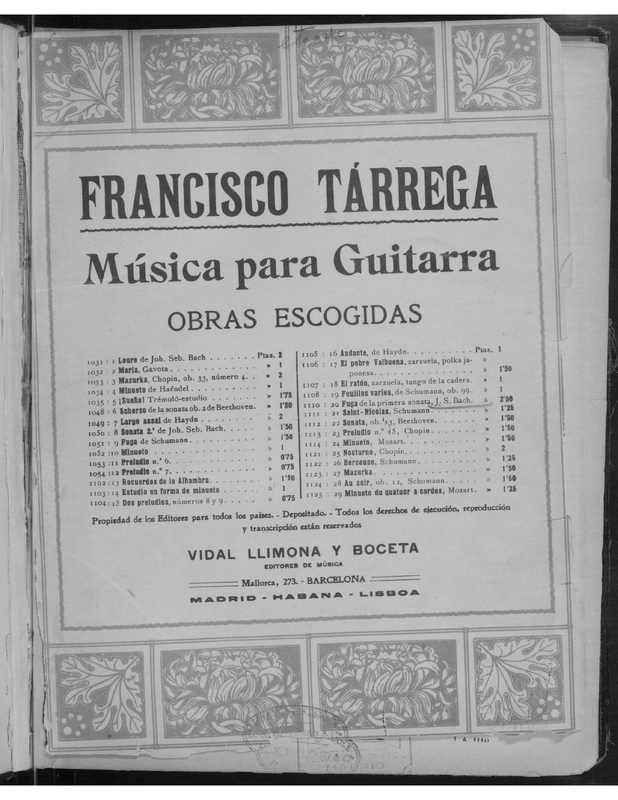 FRANCISCO TÁRREGA
Música para Guitarra
OBRAS ESCOGIDAS
1031 : 1 Loure de Joh. Seb. Bach . . . . . . Ptas. 2
1032 : 2 María, Gavota . . . . . . . . . » 1
1033 : 3 Mazurka, Chopin, ob. 33, número 4. . . » 2
1034 : 4 Minueto de Haëndel . . . . . . . » 1
1035 : 5 ¡Sueño! Trémoló-estudio . . . . . . » 1'75
1048 : 6 Scherzo de la sonata ob. 2 de Beethoven. » 1'50
1049 : 7 Largo assai de Haydn . . . . . . » 2
1050 : 8 Sonata 2.ª de Joh. Seb. Bach. . . . . » 1'50
1051 : 9 Fuga de Schumann. . . . . . . . » 1'50
1052 :10 Minueto . . . . . . . . . . » 1
1053 :11 Preludio n.º 6. . . . . . . . . » 0'75
1054 :12 Preludio n.º 7. . . . . . . . . » 0'75
1102 :13 Recuerdos de la Alhambra. . . . . . » 1'50
1103 :14 Estudio en forma de minueto . . . . » 1
1104 :15 Dos preludios, números 8 y 9. . . . . » 0'75
1105 : 16 Andante, de Haydn. . . . . . . . Ptas. 1
1106 : 17 El pobre Valbuena, zarzuela, polka ja-
ponesa. . . . . . . . . . . » 1'50
1107 : 18 El ratón, zarzuela, tango de la cadera. » 1
1108 : 19 Fouilles varies, de Schumann, ob. 99. . » 1
1110 : 20 Fuga de la primera sonata, J. S. Bach. » 2'50
1111 : 21 Saint-Nicolas, Schumann . . . . . . » 1'25
1112 : 22 Sonata, ob. 13, Beethoven. . . . . . » 1'50
1113 : 23 Preludio n.º 15, Chopin. . . . . . » 1'50
1114 : 24 Minueto, Mozart. . . . . . . . » 1'50
1121 : 25 Nocturno, Chopin. . . . . . . . » 2
1122 : 26 Berceuse, Schumann . . . . . . . » 1'25
1123 : 27 Mazurka. . . . . . . . . . » 1'50
1124 : 28 Au soir, ob. 12, Schumann. . . . . » 1'50
1125 : 29 Minueto du quatuor a cordes, Mozart. » 1'25
Propiedad de los Editores para todos los países. - Depositado. - Todos los derechos de ejecución, reproducción
y transcripción están reservados
VIDAL LLIMONA Y BOCETA
EDITORES DE MÚSICA
Mallorca, 273. - BARCELONA
MADRID - HABANA - LISBOA